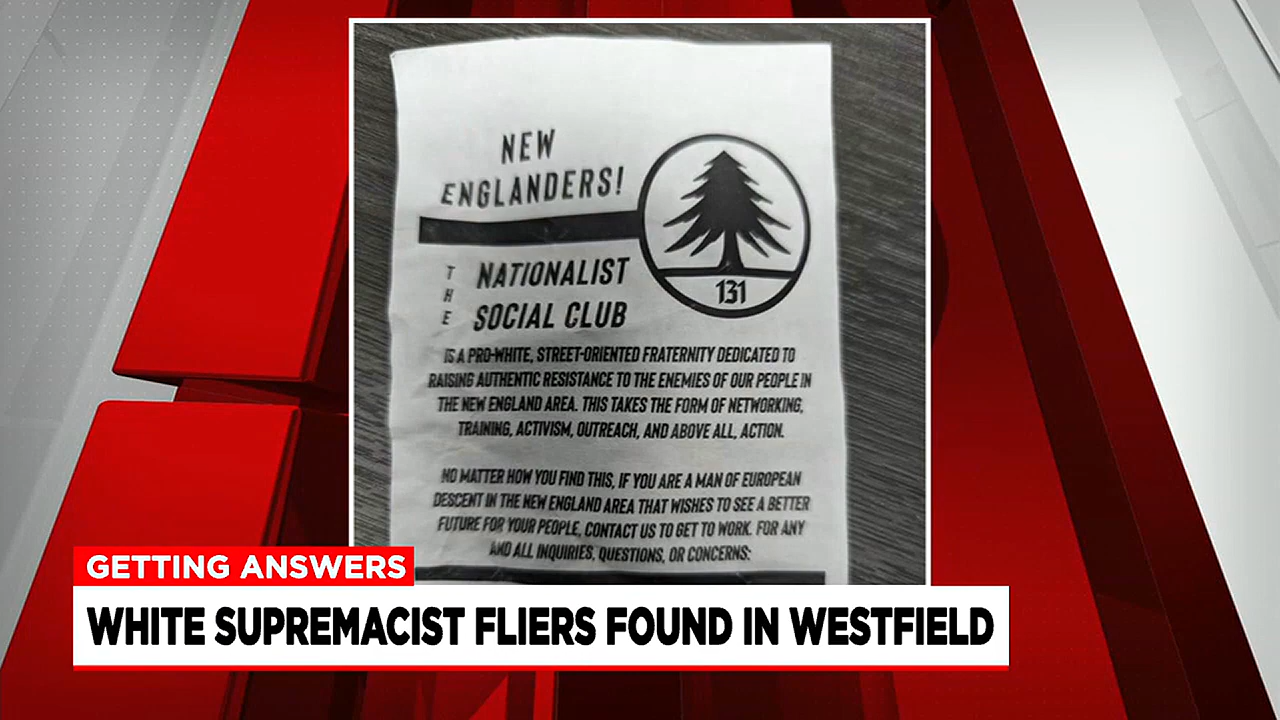 NEW
ENGLANDERS!
131
THE
NATIONALIST
SOCIAL CLUB
IS A PRO-WHITE, STREET-ORIENTED FRATERNITY DEDICATED TO
RAISING AUTHENTIC RESISTANCE TO THE ENEMIES OF OUR PEOPLE IN
THE NEW ENGLAND AREA. THIS TAKES THE FORM OF NETWORKING,
TRAINING, ACTIVISM, OUTREACH, AND ABOVE ALL, ACTION.
NO MATTER HOW YOU FIND THIS, IF YOU ARE A MAN OF EUROPEAN
DESCENT IN THE NEW ENGLAND AREA THAT WISHES TO SEE A BETTER
FUTURE FOR YOUR PEOPLE, CONTACT US TO GET TO WORK. FOR ANY
AND ALL INQUIRIES, QUESTIONS, OR CONCERNS:
GETTING ANSWERS
WHITE SUPREMACIST FLIERS FOUND IN WESTFIELD